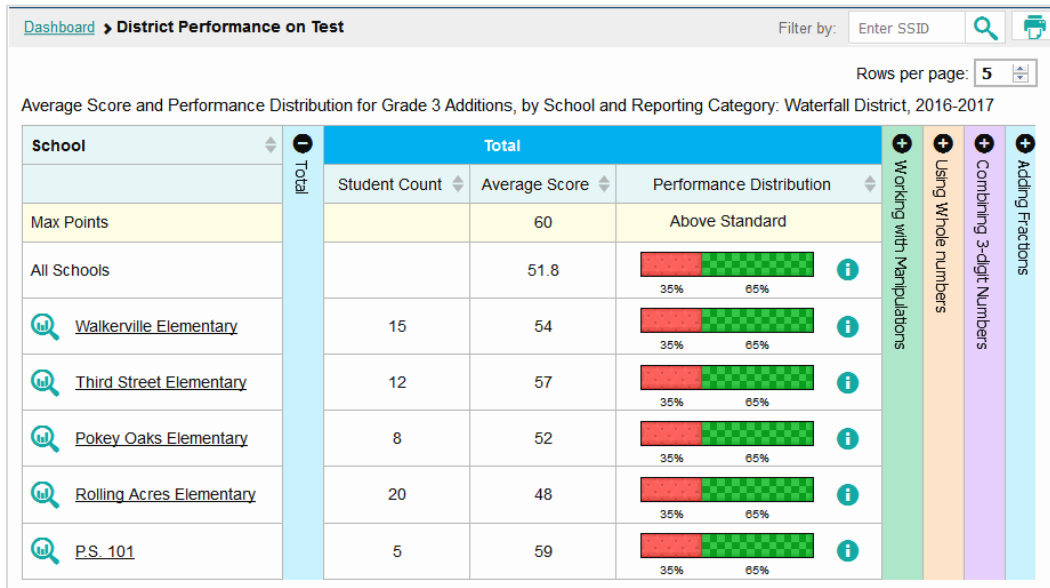 Dashboard > District Performance on Test
Filter by: Enter SSID
Rows per page: 5
Average Score and Performance Distribution for Grade 3 Additions, by School and Reporting Category: Waterfall District, 2016-2017
School Total Total Working with Manipulations Using Whole numbers Combining 3-digit Numbers Adding Fractions
Student Count Average Score Performance Distribution
Max Points 60 Above Standard
All Schools 51.8
35% 65%
Walkerville Elementary 15 54
35% 65%
Third Street Elementary 12 57
35% 65%
Pokey Oaks Elementary 8 52
35% 65%
Rolling Acres Elementary 20 48
35% 65%
P.S. 101 5 59
35% 65%